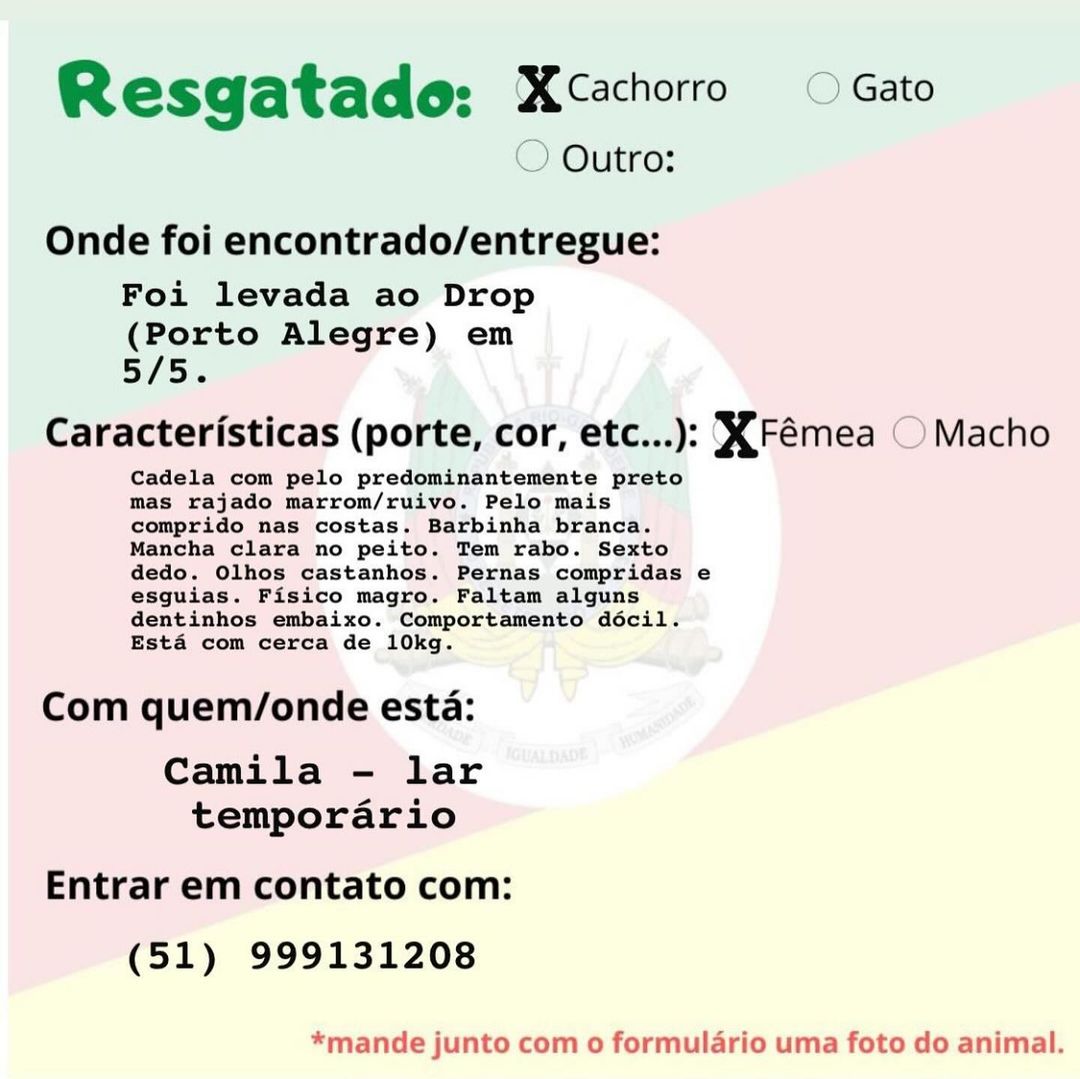 Resgatado: X Cachorro Gato
Outro:
Onde foi encontrado/entregue:
Foi levada ao Drop
(Porto Alegre) em
5/5.
Características (porte, cor, etc...): X Fêmea Macho
Cadela com pelo predominantemente preto
mas rajado marrom/ruivo. Pelo mais
comprido nas costas. Barbinha branca.
Mancha clara no peito. Tem rabo. Sexto
dedo. Olhos castanhos. Pernas compridas e
esguias. Físico magro. Faltam alguns
dentinhos embaixo. Comportamento dócil.
Está com cerca de 10kg.
Com quem/onde está:
IGUALDADE HUMANIDADE
Camila - lar
temporário
Entrar em contato com:
(51) 999131208
*mande junto com o formulário uma foto do animal.